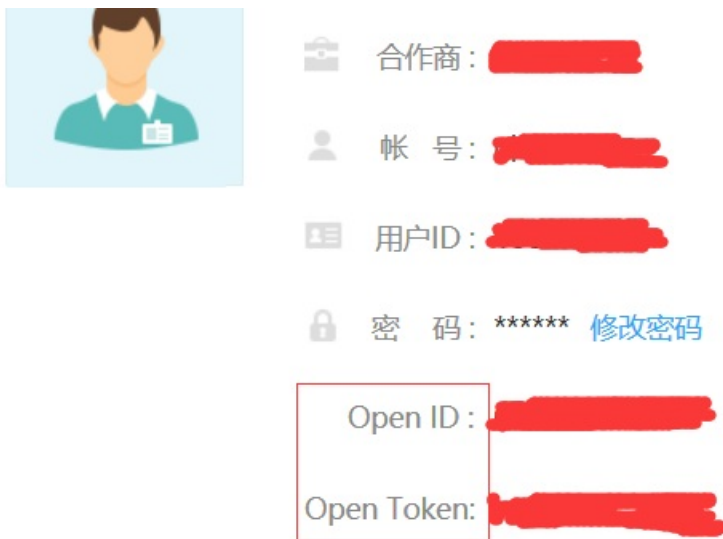 合作商：
帐 号：
用户ID：
密 码：****** 修改密码
Open ID：
Open Token: